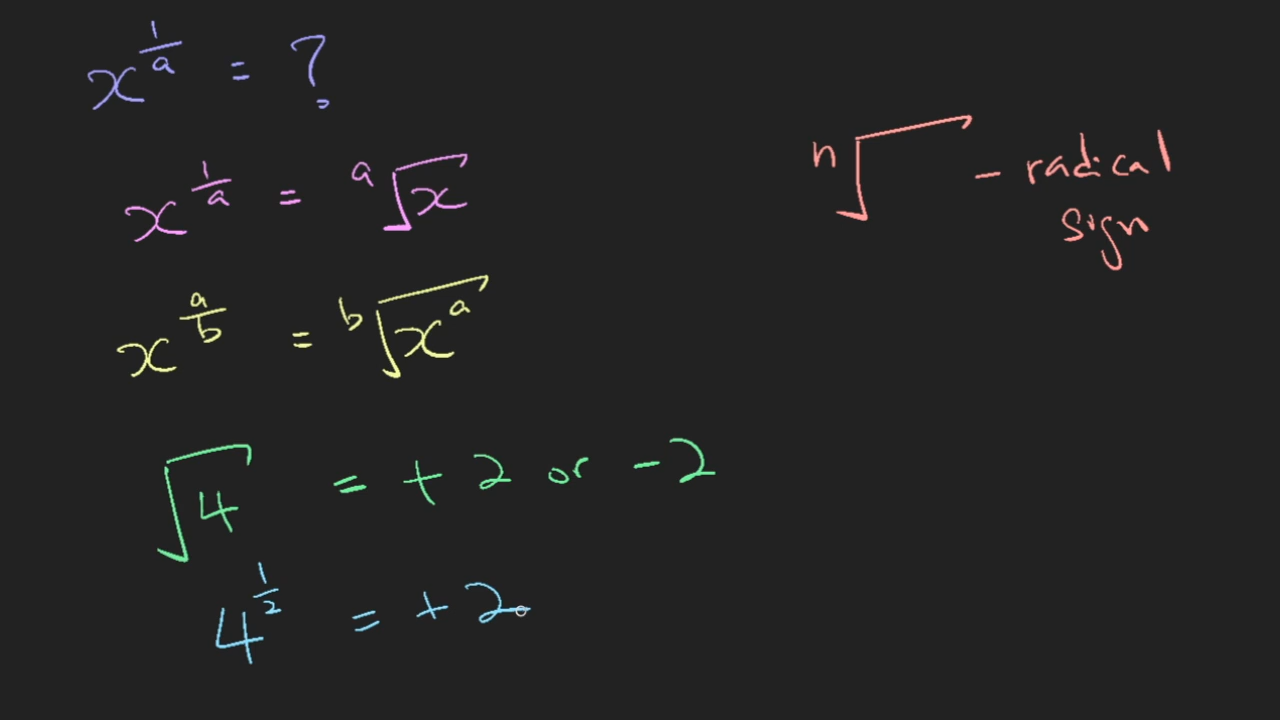 x^{1/a} = ?
x^{1/a} = ᵃ√x
x^{a/b} = ᵇ√(x^a)
√4 = + 2 or - 2
4^{1/2} = + 2
ⁿ√ - radical
sign